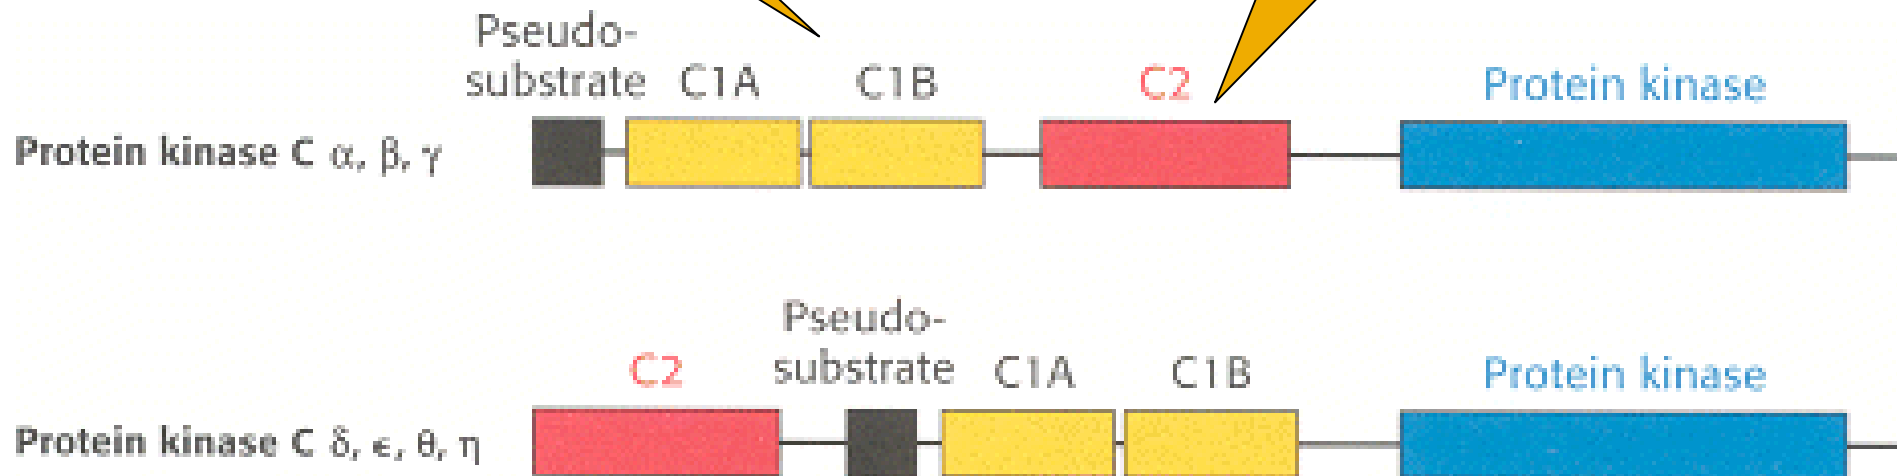 Pseudo-
substrate C1A C1B C2 Protein kinase
Protein kinase C α, β, γ
Pseudo-
C2 substrate C1A C1B Protein kinase
Protein kinase C δ, ϵ, θ, η